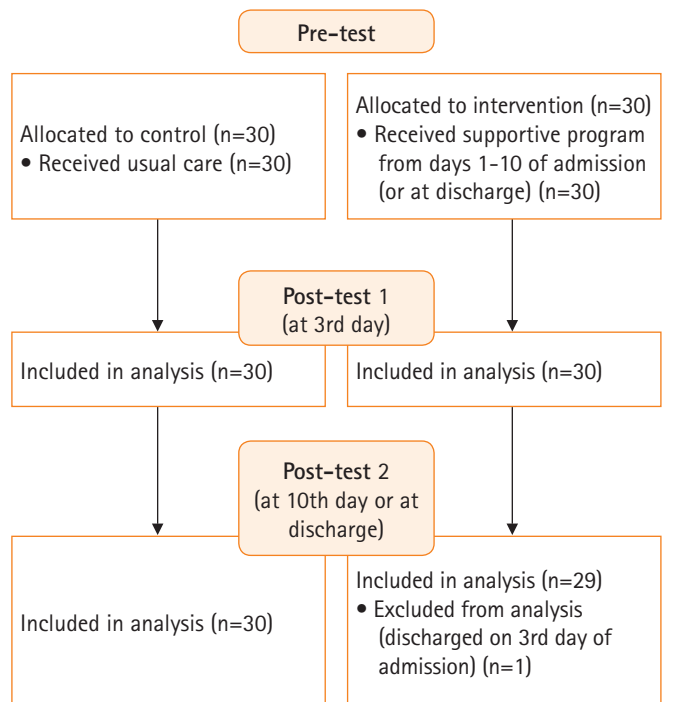 Pre-test
Allocated to control (n=30)
• Received usual care (n=30)
Allocated to intervention (n=30)
• Received supportive program
from days 1-10 of admission
(or at discharge) (n=30)
Post-test 1
(at 3rd day)
Included in analysis (n=30)
Included in analysis (n=30)
Post-test 2
(at 10th day or at
discharge)
Included in analysis (n=30)
Included in analysis (n=29)
• Excluded from analysis
(discharged on 3rd day of
admission) (n=1)